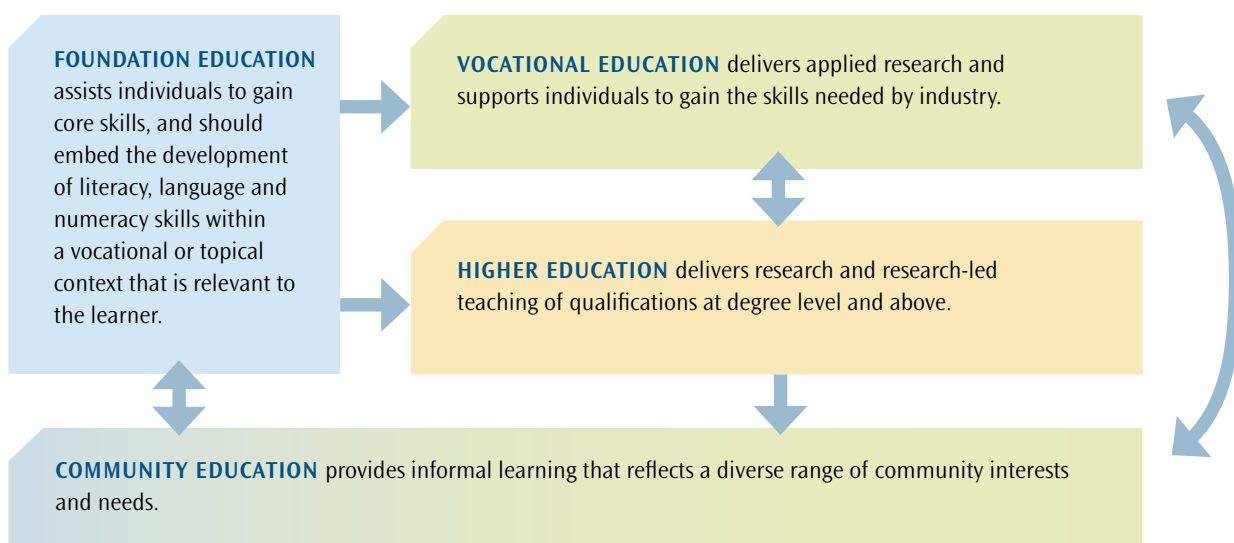 FOUNDATION EDUCATION
assists individuals to gain
core skills, and should
embed the development
of literacy, language and
numeracy skills within
a vocational or topical
context that is relevant to
the learner.
VOCATIONAL EDUCATION delivers applied research and
supports individuals to gain the skills needed by industry.
HIGHER EDUCATION delivers research and research-led
teaching of qualifications at degree level and above.
COMMUNITY EDUCATION provides informal learning that reflects a diverse range of community interests
and needs.